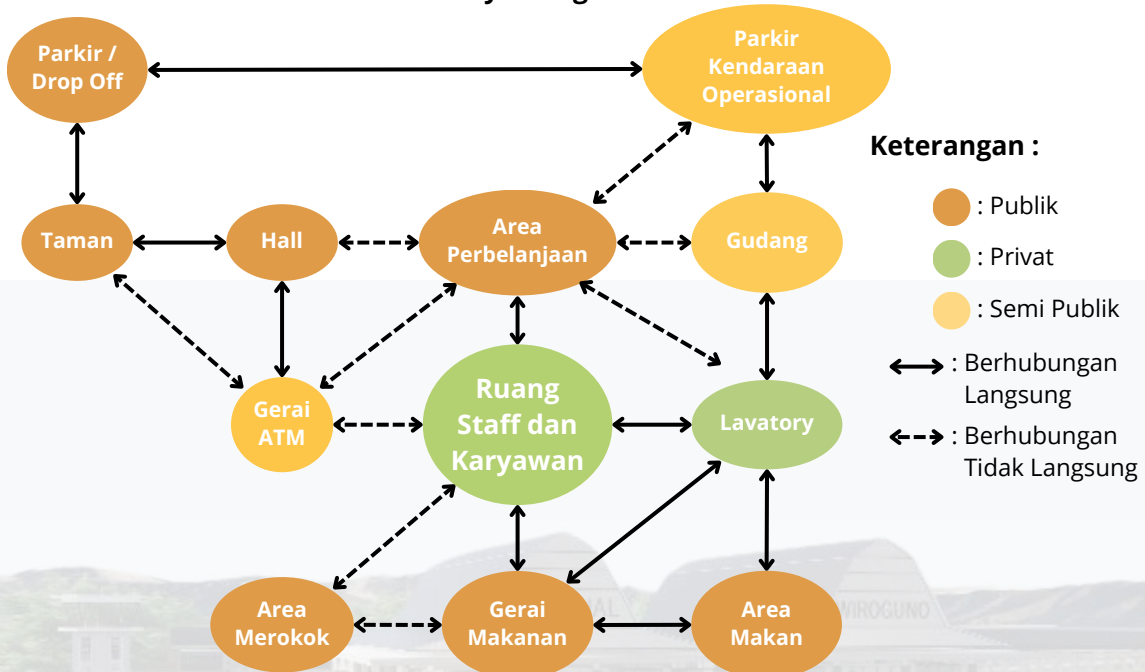 Parkir /
Drop Off
Parkir
Kendaraan
Operasional
Keterangan :
: Publik
: Privat
: Semi Publik
: Berhubungan
Langsung
: Berhubungan
Tidak Langsung
Taman
Hall
Area
Perbelanjaan
Gudang
Gerai
ATM
Ruang
Staff dan
Karyawan
Lavatory
Area
Merokok
Gerai
Makanan
Area
Makan
WIROGUNO